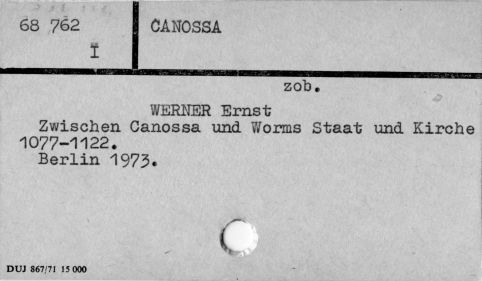 68 762
I
CANOSSA
zob.
WERNER Ernst
Zwischen Canossa und Worms Staat und Kirche
1077-1122.
Berlin 1973.
DUJ 867/71 15 000